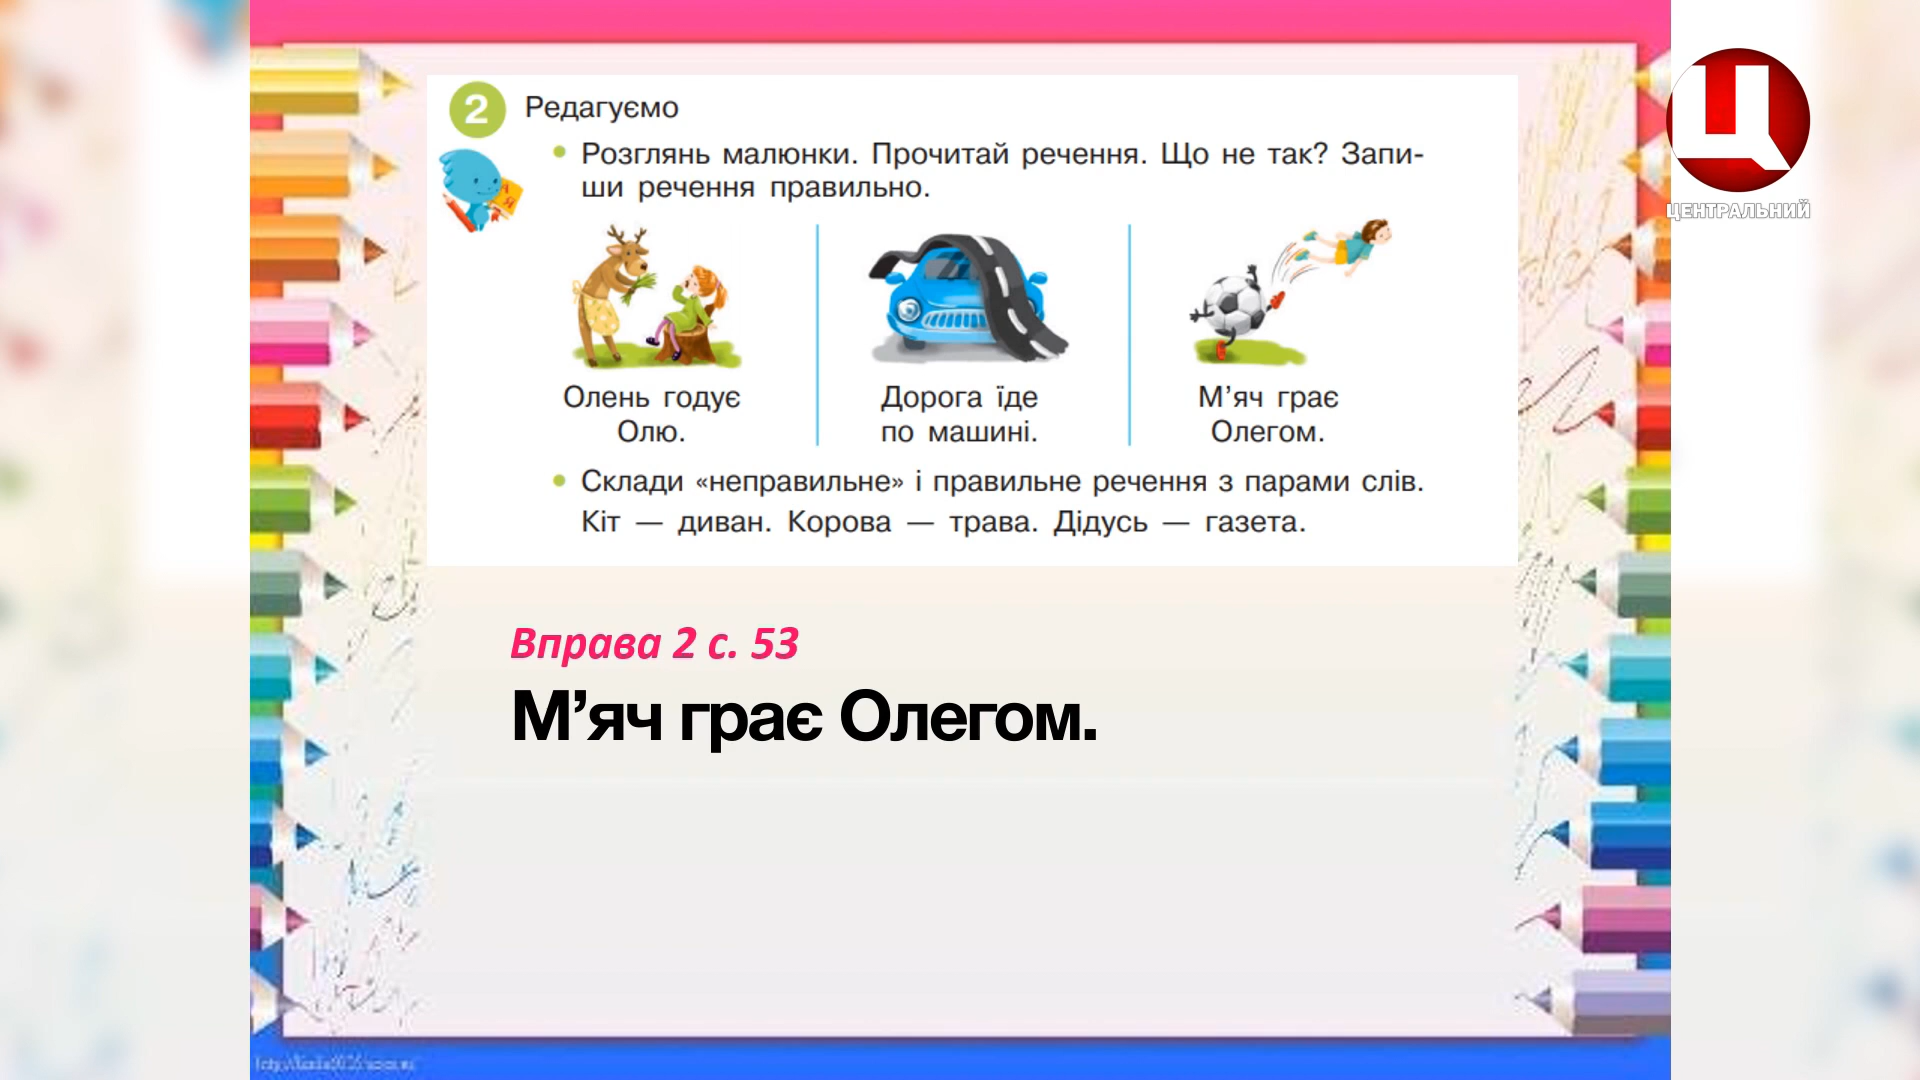 2 Редагуємо
Розглянь малюнки. Прочитай речення. Що не так? Запи-
ши речення правильно.
Олень годує
Олю.
Дорога їде
по машині.
М’яч грає
Олегом.
Склади «неправильне» і правильне речення з парами слів.
Кіт — диван. Корова — трава. Дідусь — газета.
Вправа 2 с. 53
М’яч грає Олегом.
Ц
ЦЕНТРАЛЬНИЙ